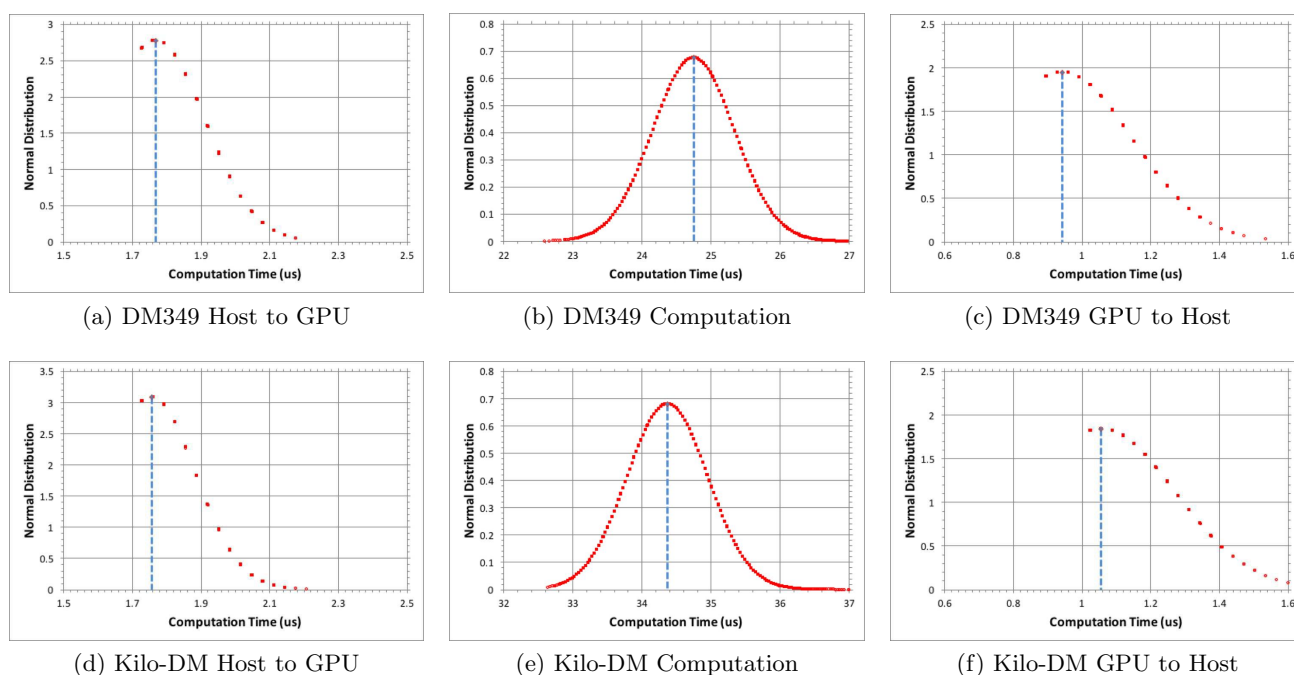 3
2.5
2
1.5
1
0.5
0
Normal Distribution
1.5 1.7 1.9 2.1 2.3 2.5
Computation Time (us)
(a) DM349 Host to GPU
0.8
0.7
0.6
0.5
0.4
0.3
0.2
0.1
0
Normal Distribution
22 23 24 25 26 27
Computation Time (us)
(b) DM349 Computation
2.5
2
1.5
1
0.5
0
Normal Distribution
0.6 0.8 1 1.2 1.4 1.6
Computation Time (us)
(c) DM349 GPU to Host
3.5
3
2.5
2
1.5
1
0.5
0
Normal Distribution
1.5 1.7 1.9 2.1 2.3 2.5
Computation Time (us)
(d) Kilo-DM Host to GPU
0.8
0.7
0.6
0.5
0.4
0.3
0.2
0.1
0
Normal Distribution
32 33 34 35 36 37
Computation Time (us)
(e) Kilo-DM Computation
2.5
2
1.5
1
0.5
0
Normal Distribution
0.6 0.8 1 1.2 1.4 1.6
Computation Time (us)
(f) Kilo-DM GPU to Host